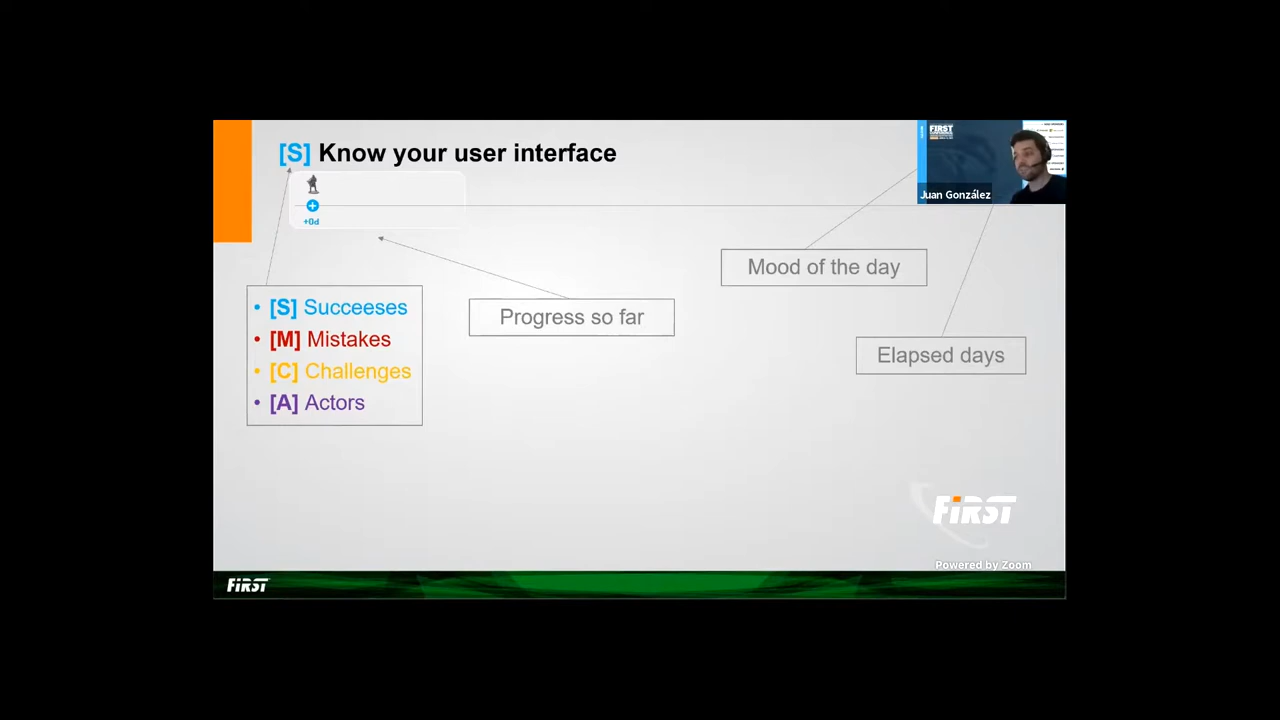 [S] Know your user interface
FIRST
Juan González
+0d
Mood of the day
• [S] Succeeses
Progress so far
• [M] Mistakes
Elapsed days
• [C] Challenges
• [A] Actors
FiRST
Powered by Zoom
FiRST